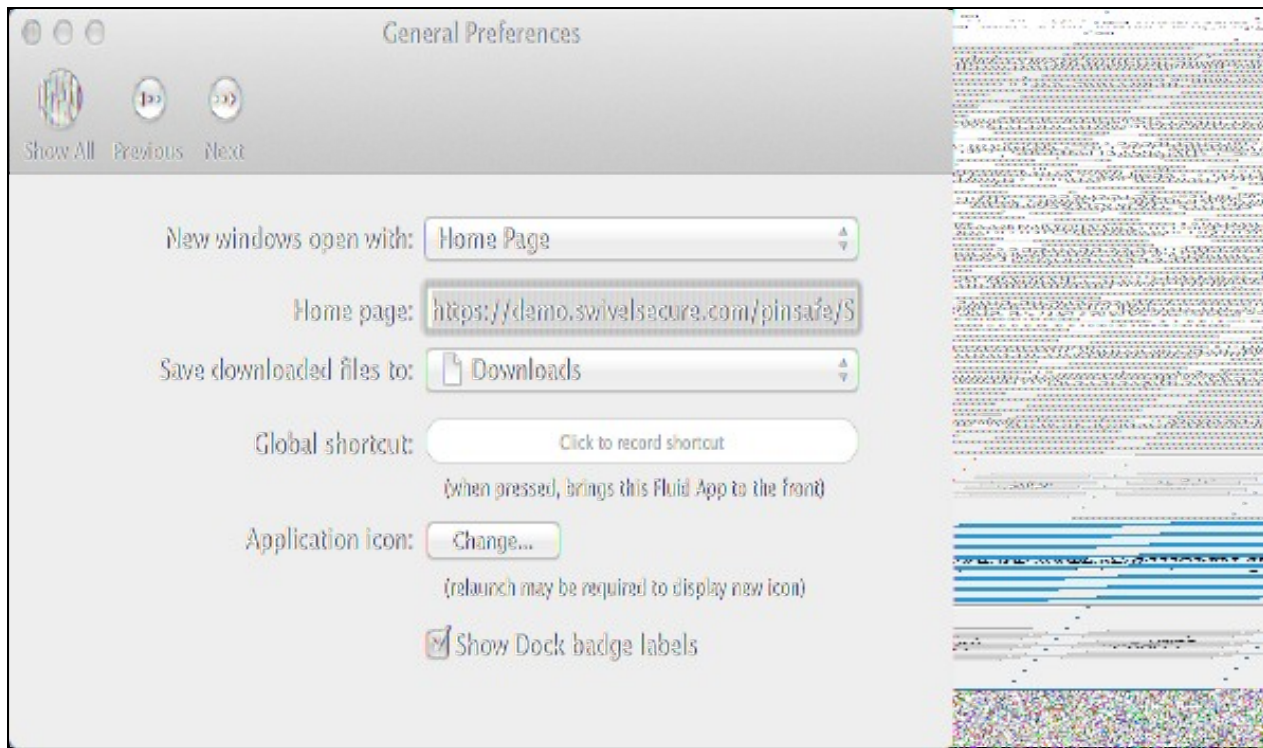 General Preferences
Show All Previous Next
New windows open with: Home Page
Home page: https://demo.swivelsecure.com/pinsafe/S
Save downloaded files to: Downloads
Global shortcut: Click to record shortcut
(when pressed, brings this Fluid App to the front)
Application icon: Change...
(relaunch may be required to display new icon)
Show Dock badge labels